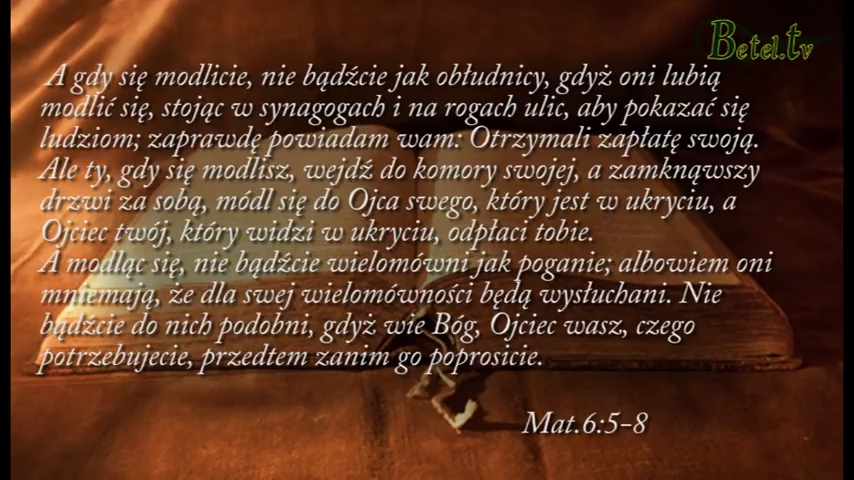 Betel.tv
A gdy się modlicie, nie bądźcie jak obłudnicy, gdyż oni lubią
modlić się, stojąc w synagogach i na rogach ulic, aby pokazać się
ludziom; zaprawdę powiadam wam: Otrzymali zapłatę swoją.
Ale ty, gdy się modlisz, wejdź do komory swojej, a zamknąwszy
drzwi za sobą, módl się do Ojca swego, który jest w ukryciu, a
Ojciec twój, który widzi w ukryciu, odpłaci tobie.
A modląc się, nie bądźcie wielomówni jak poganie; albowiem oni
mniemają, że dla swej wielomówności będą wysłuchani. Nie
bądźcie do nich podobni, gdyż wie Bóg, Ojciec wasz, czego
potrzebujecie, przedtem zanim go poprosicie.
Mat.6:5-8